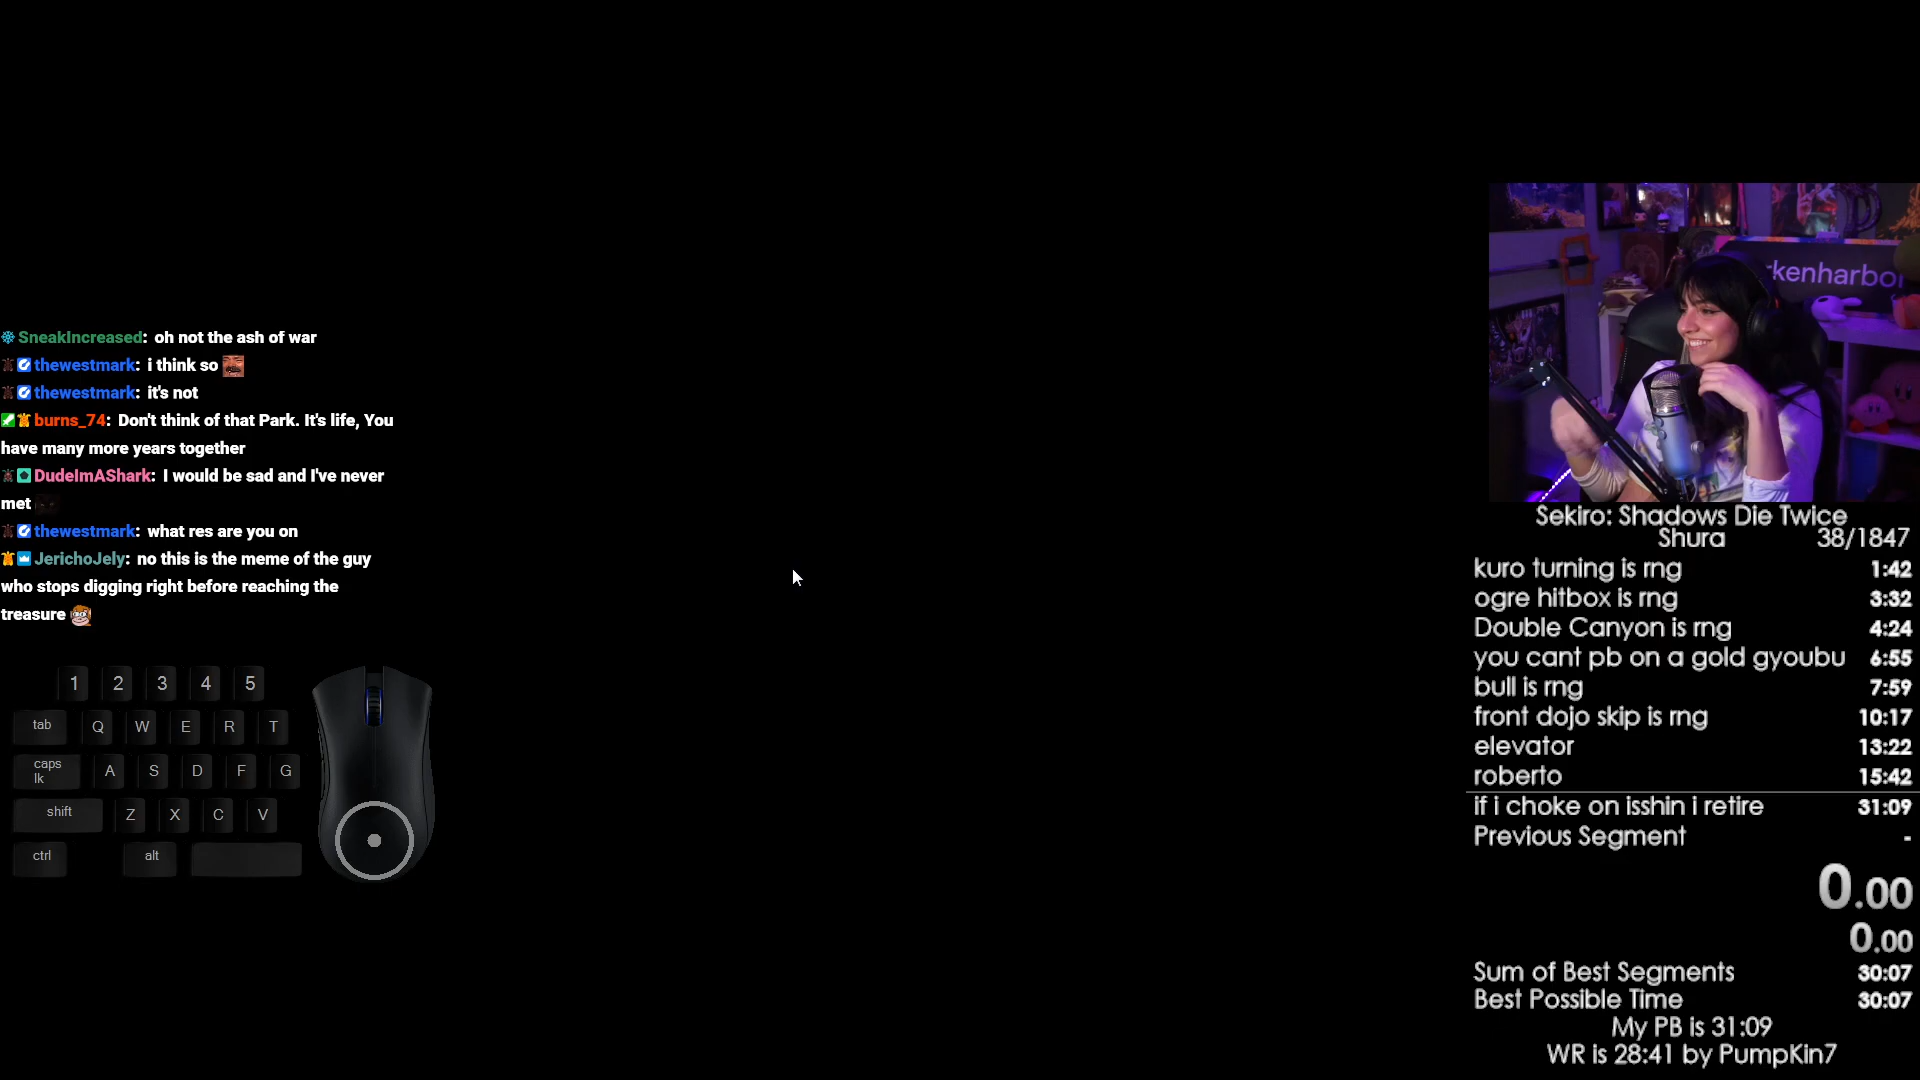 SneakIncreased: oh not the ash of war
thewestmark: i think so
thewestmark: it's not
burns_74: Don't think of that Park. It's life, You
have many more years together
DudeImAShark: I would be sad and I've never
met
thewestmark: what res are you on
JerichoJely: no this is the meme of the guy
who stops digging right before reaching the
treasure
1 2 3 4 5
tab Q W E R T
caps
lk
A S D F G
shift Z X C V
ctrl alt
kenharbor
Sekiro: Shadows Die Twice
Shura 38/1847
kuro turning is rng 1:42
ogre hitbox is rng 3:32
Double Canyon is rng 4:24
you cant pb on a gold gyoubu 6:55
bull is rng 7:59
front dojo skip is rng 10:17
elevator 13:22
roberto 15:42
if i choke on isshin i retire 31:09
Previous Segment -
0.00
0.00
Sum of Best Segments 30:07
Best Possible Time 30:07
My PB is 31:09
WR is 28:41 by PumpKin7